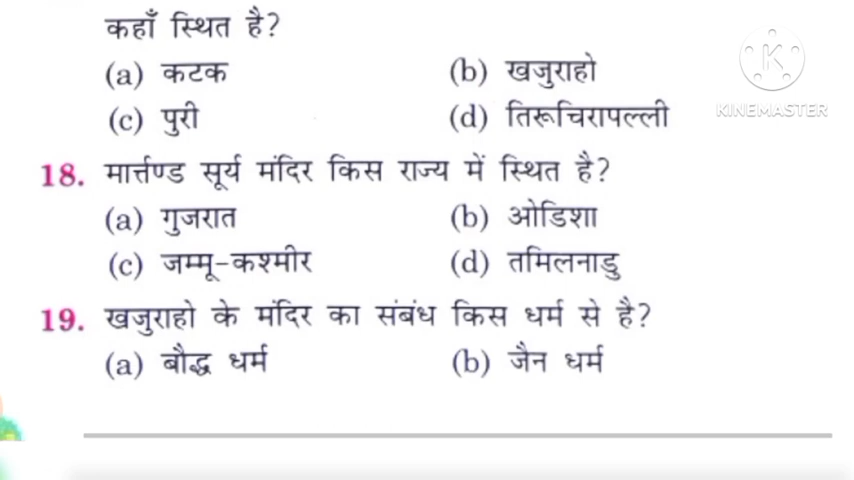 कहाँ स्थित है?
(a) कटक (b) खजुराहो
(c) पुरी (d) तिरूचिरापल्ली
18. मार्त्तण्ड सूर्य मंदिर किस राज्य में स्थित है?
(a) गुजरात (b) ओडिशा
(c) जम्मू-कश्मीर (d) तमिलनाडु
19. खजुराहो के मंदिर का संबंध किस धर्म से है?
(a) बौद्ध धर्म (b) जैन धर्म
K
KINEMASTER